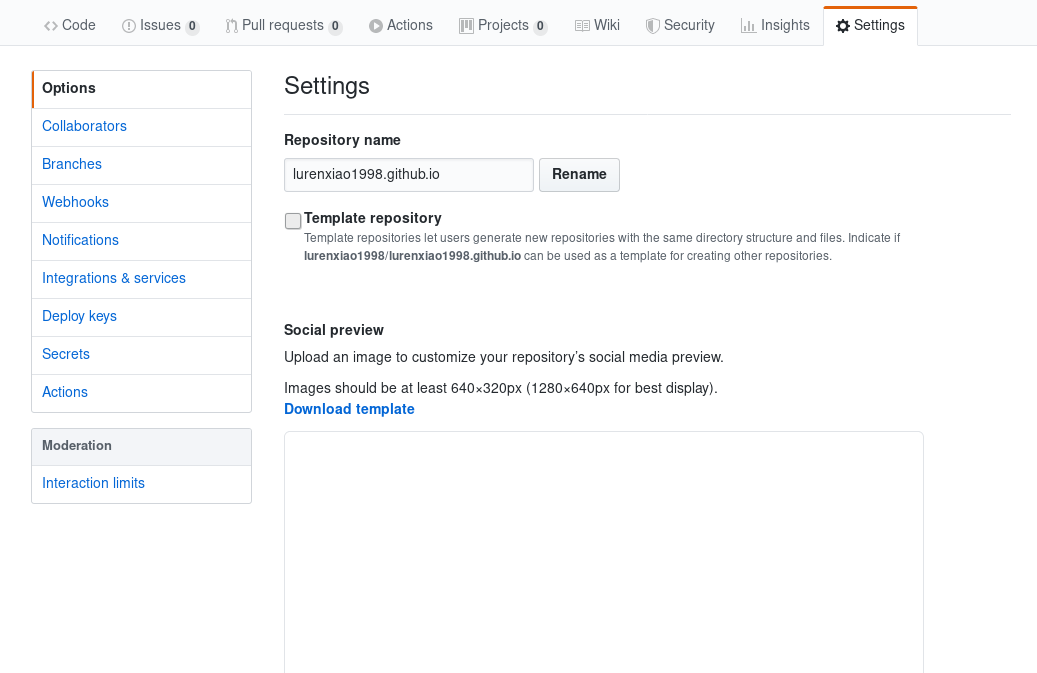 Code Issues 0 Pull requests 0 Actions Projects 0 Wiki Security Insights Settings
Options
Collaborators
Branches
Webhooks
Notifications
Integrations & services
Deploy keys
Secrets
Actions
Moderation
Interaction limits
Settings
Repository name
lurenxiao1998.github.io Rename
Template repository
Template repositories let users generate new repositories with the same directory structure and files. Indicate if
lurenxiao1998/lurenxiao1998.github.io can be used as a template for creating other repositories.
Social preview
Upload an image to customize your repository’s social media preview.
Images should be at least 640×320px (1280×640px for best display).
Download template